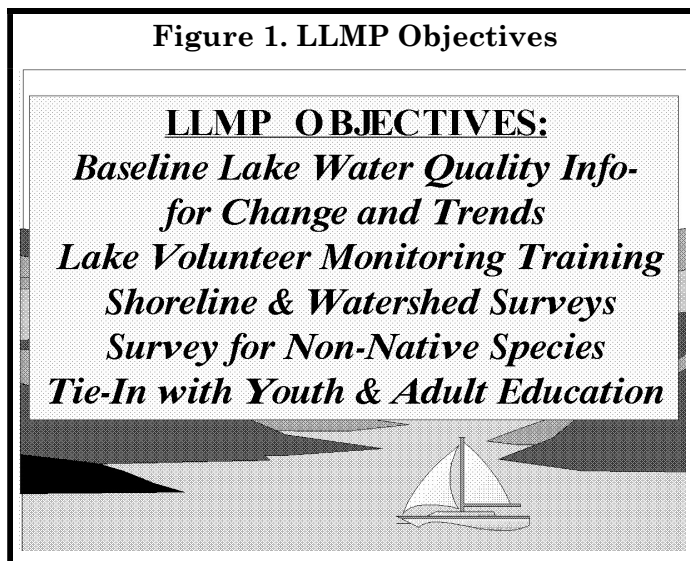 Figure 1. LLMP Objectives
LLMP OBJECTIVES:
Baseline Lake Water Quality Info-
for Change and Trends
Lake Volunteer Monitoring Training
Shoreline & Watershed Surveys
Survey for Non-Native Species
Tie-In with Youth & Adult Education